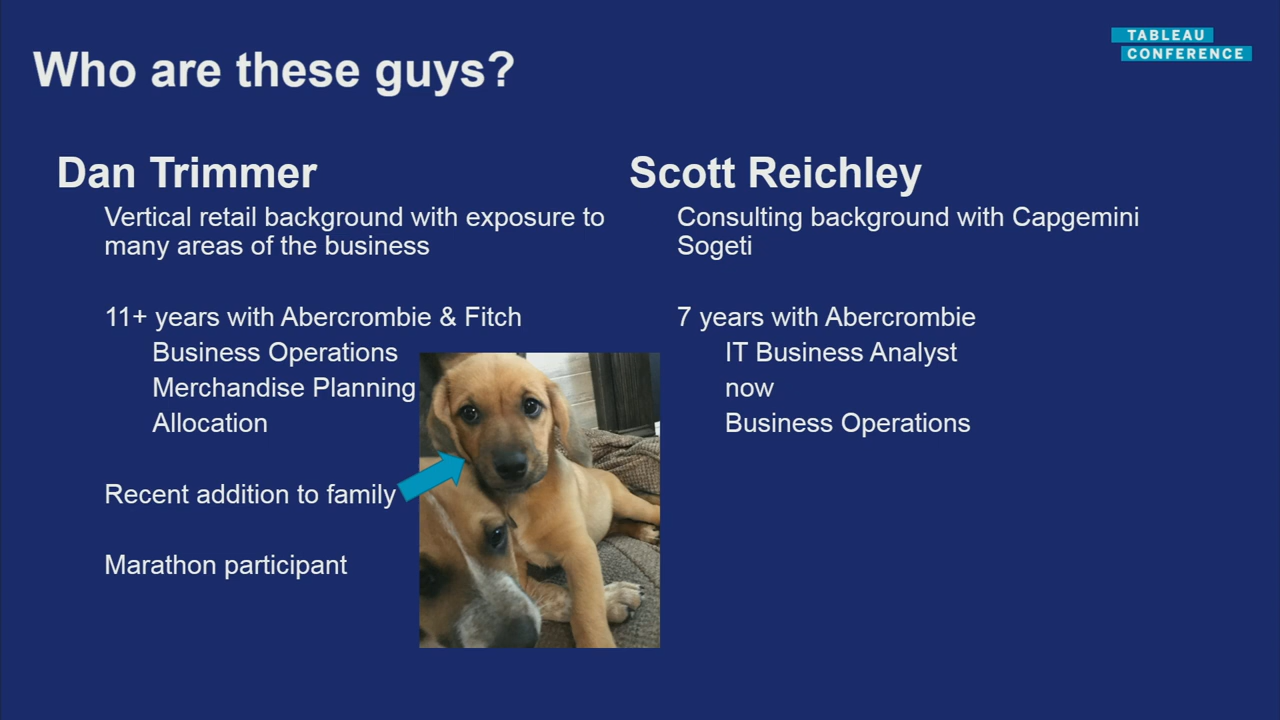 Who are these guys?
TABLEAU
CONFERENCE
Dan Trimmer
Vertical retail background with exposure to
many areas of the business
11+ years with Abercrombie & Fitch
Business Operations
Merchandise Planning
Allocation
Recent addition to family
Marathon participant
Scott Reichley
Consulting background with Capgemini
Sogeti
7 years with Abercrombie
IT Business Analyst
now
Business Operations